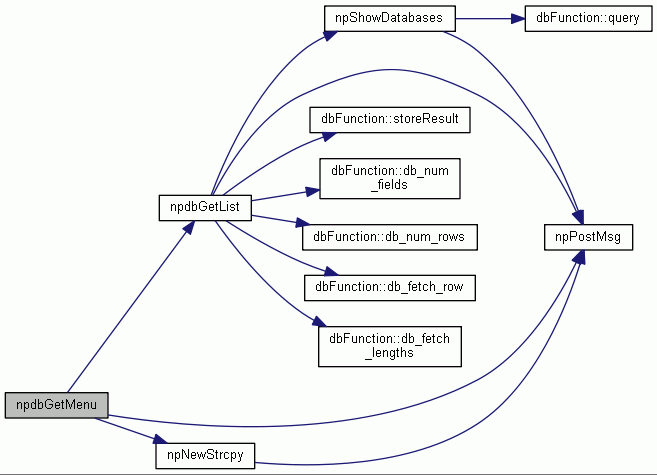 npShowDatabases
dbFunction::query
dbFunction::storeResult
dbFunction::db_num
_fields
npdbGetList
dbFunction::db_num_rows
npPostMsg
dbFunction::db_fetch_row
dbFunction::db_fetch
_lengths
npdbGetMenu
npNewStrcpy